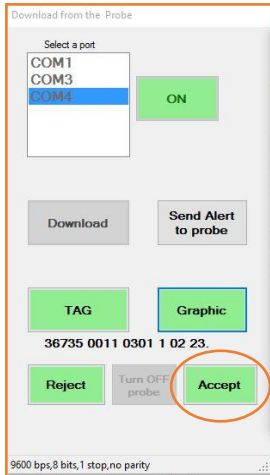 Download from the Probe
Select a port
COM1
COM3
COM4
ON
Download
Send Alert
to probe
TAG
Graphic
36735 0011 0301 1 02 23.
Reject
Turn OFF
probe
Accept
9600 bps,8 bits,1 stop,no parity